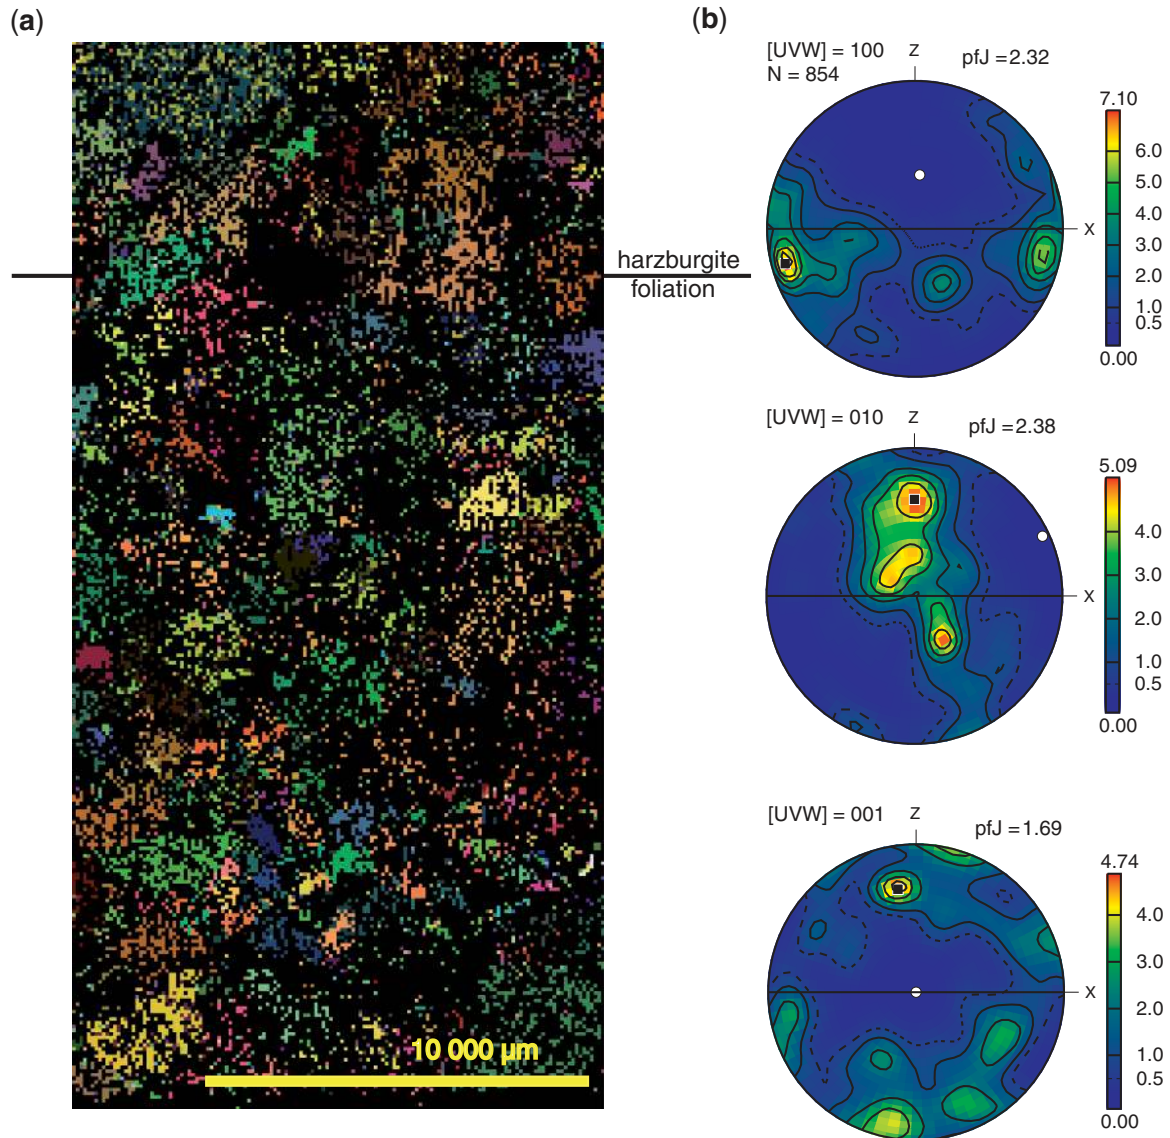 (a)
harzburgite
foliation
10 000 µm
(b)
[UVW] = 100
N = 854
Z
pfJ =2.32
X
7.10
6.0
5.0
4.0
3.0
2.0
1.0
0.5
0.00
[UVW] = 010
Z
pfJ =2.38
X
5.09
4.0
3.0
2.0
1.0
0.5
0.00
[UVW] = 001
Z
pfJ =1.69
X
4.74
4.0
3.0
2.0
1.0
0.5
0.00